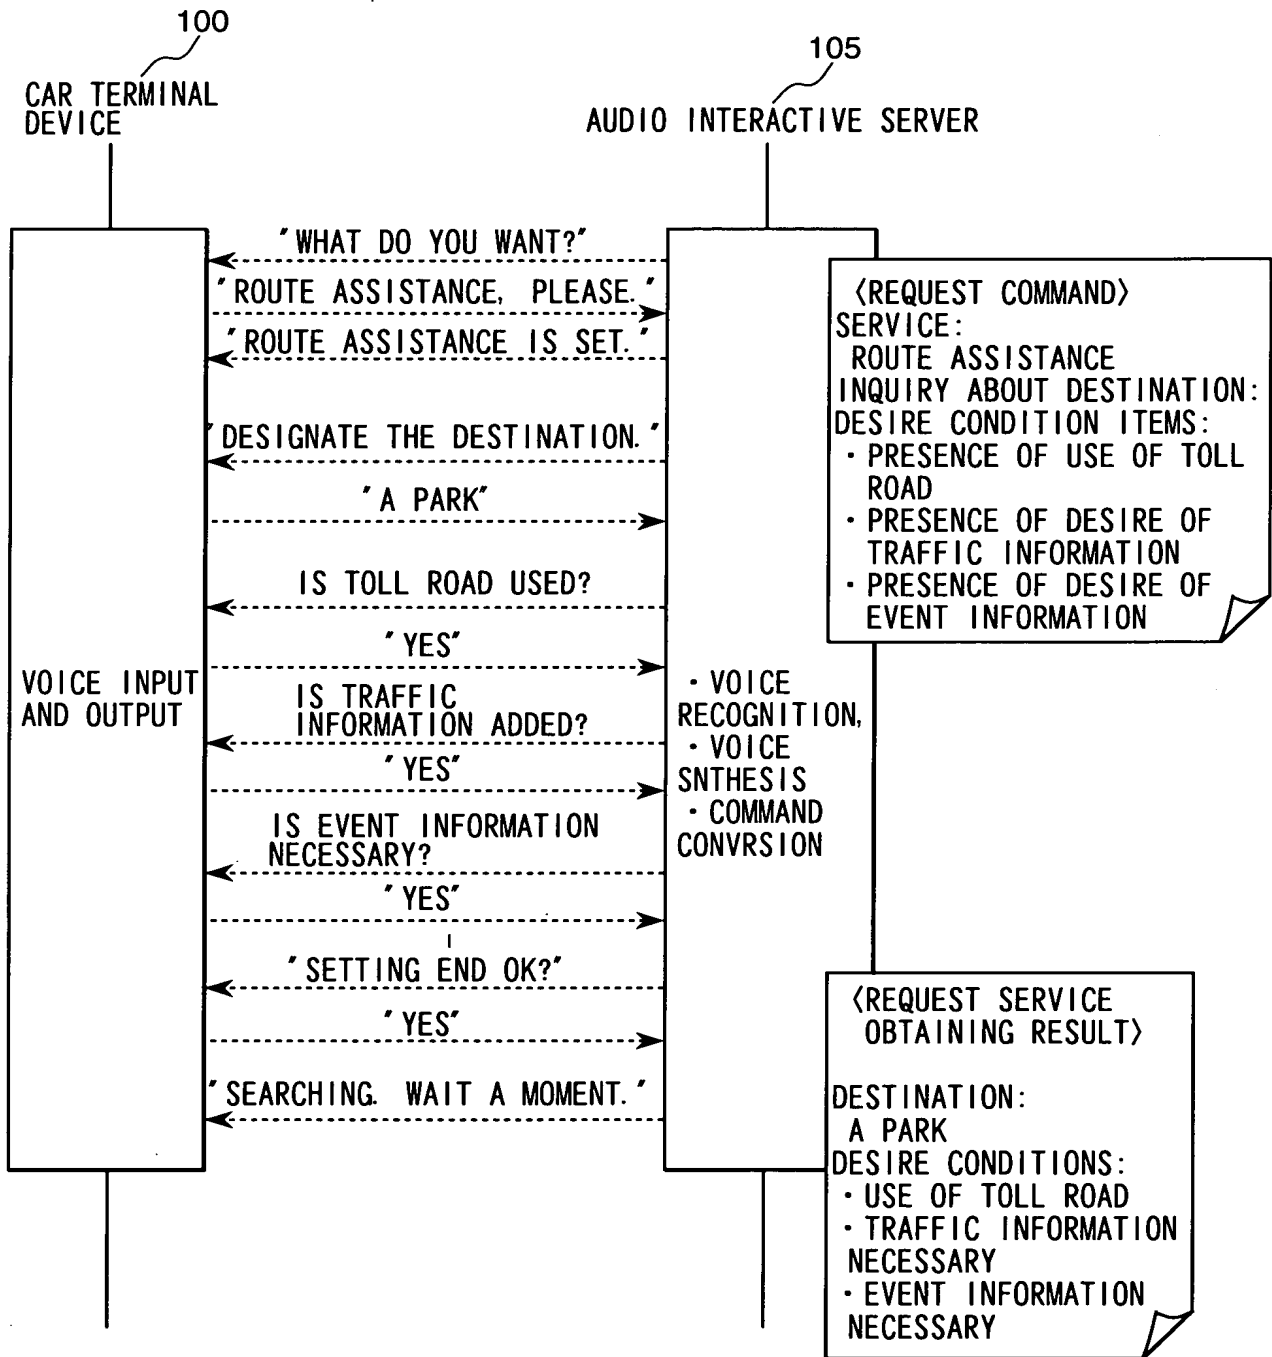 100
CAR TERMINAL
DEVICE
105
AUDIO INTERACTIVE SERVER
"WHAT DO YOU WANT?"
"ROUTE ASSISTANCE, PLEASE."
"ROUTE ASSISTANCE IS SET."
"DESIGNATE THE DESTINATION."
"A PARK"
IS TOLL ROAD USED?
"YES"
IS TRAFFIC
INFORMATION ADDED?
"YES"
IS EVENT INFORMATION
NECESSARY?
"YES"
"SETTING END OK?"
"YES"
"SEARCHING. WAIT A MOMENT."
VOICE INPUT
AND OUTPUT
・VOICE
RECOGNITION,
・VOICE
SNTHESIS
・COMMAND
CONVRSION
〈REQUEST COMMAND〉
SERVICE:
ROUTE ASSISTANCE
INQUIRY ABOUT DESTINATION:
DESIRE CONDITION ITEMS:
・PRESENCE OF USE OF TOLL
ROAD
・PRESENCE OF DESIRE OF
TRAFFIC INFORMATION
・PRESENCE OF DESIRE OF
EVENT INFORMATION
〈REQUEST SERVICE
OBTAINING RESULT〉
DESTINATION:
A PARK
DESIRE CONDITIONS:
・USE OF TOLL ROAD
・TRAFFIC INFORMATION
NECESSARY
・EVENT INFORMATION
NECESSARY